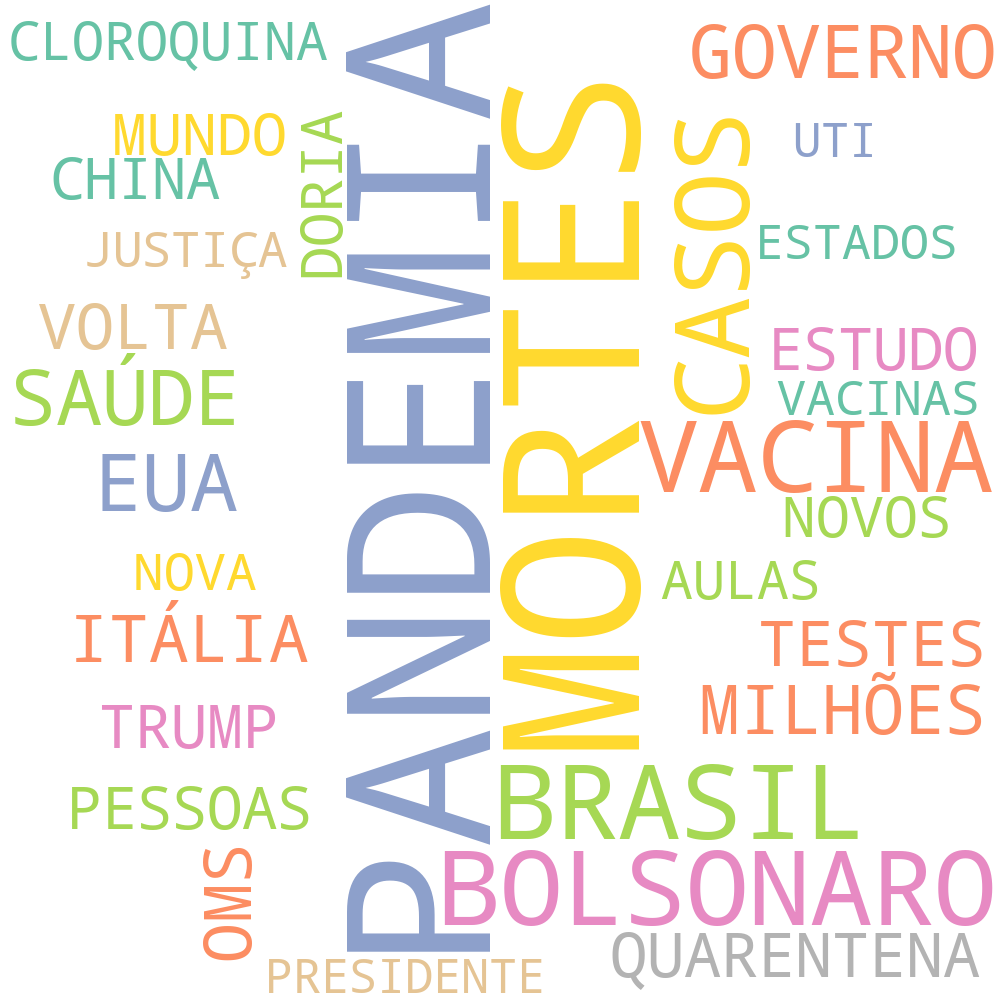 CLOROQUINA
GOVERNO
PANDEMIA
MORTES
MUNDO
DORIA
CASOS
UTI
CHINA
JUSTIÇA
ESTADOS
VOLTA
ESTUDO
SAÚDE
VACINAS
VACINA
EUA
NOVOS
NOVA
AULAS
ITÁLIA
TESTES
TRUMP
MILHÕES
PESSOAS
BRASIL
OMS
BOLSONARO
QUARENTENA
PRESIDENTE